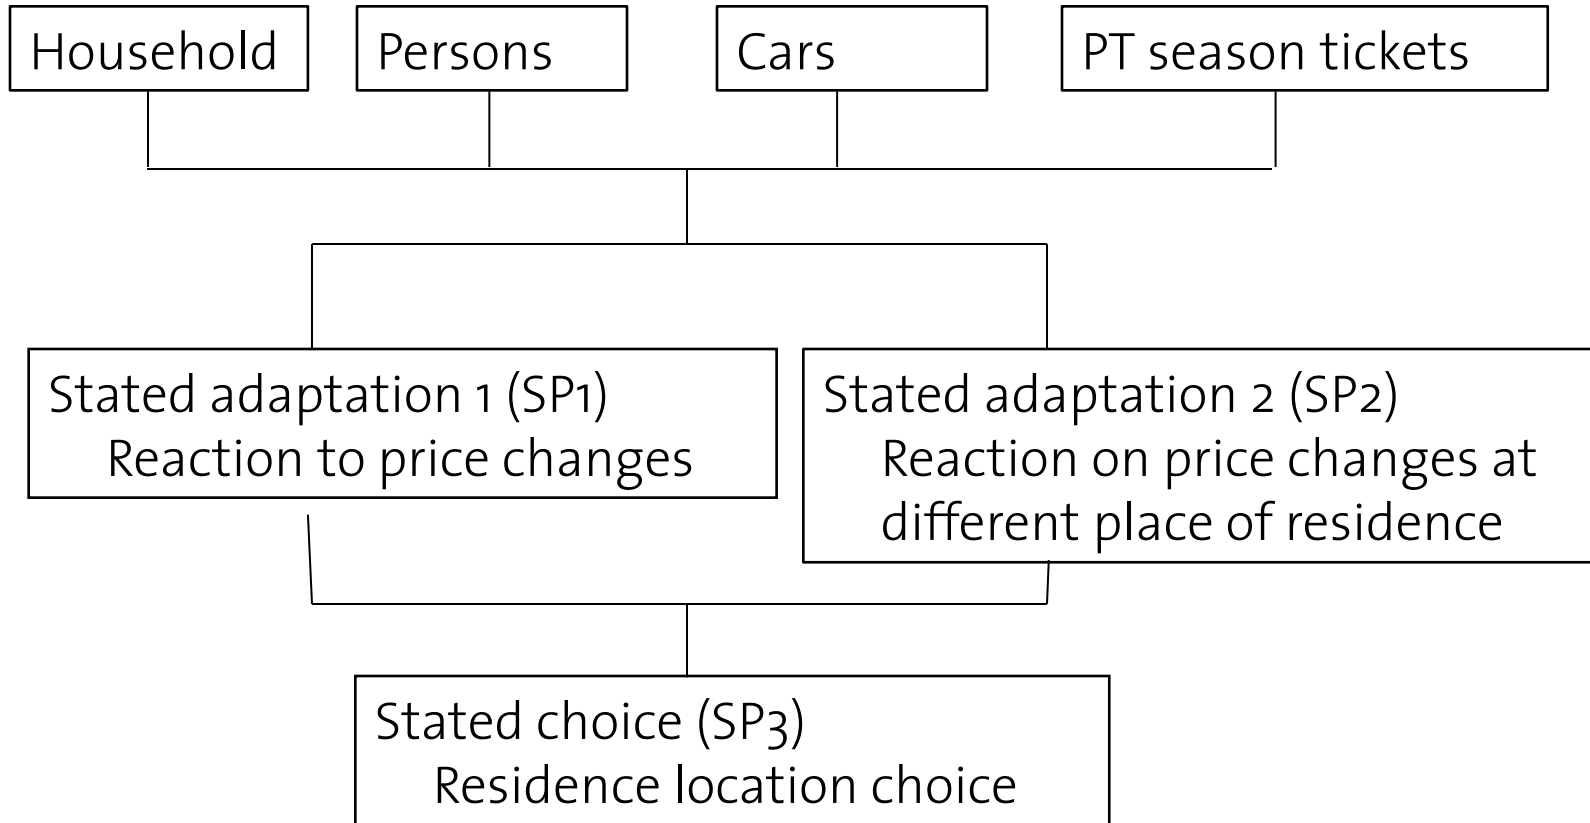 Household
Persons
Cars
PT season tickets
Stated adaptation 1 (SP1)
Reaction to price changes
Stated adaptation 2 (SP2)
Reaction on price changes at
different place of residence
Stated choice (SP3)
Residence location choice